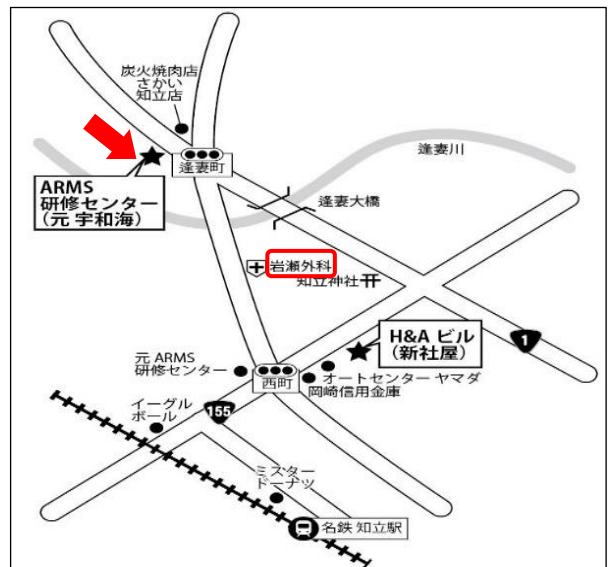 炭火焼肉店
さかい
知立店
逢妻町
逢妻川
ARMS
研修センター
(元 宇和海)
逢妻大橋
岩瀬外科
知立神社
H&A ビル
(新社屋)
1
元 ARMS
研修センター
西町
オートセンター ヤマダ
岡崎信用金庫
イーグル
ボール
155
ミスター
ドーナツ
名鉄 知立駅